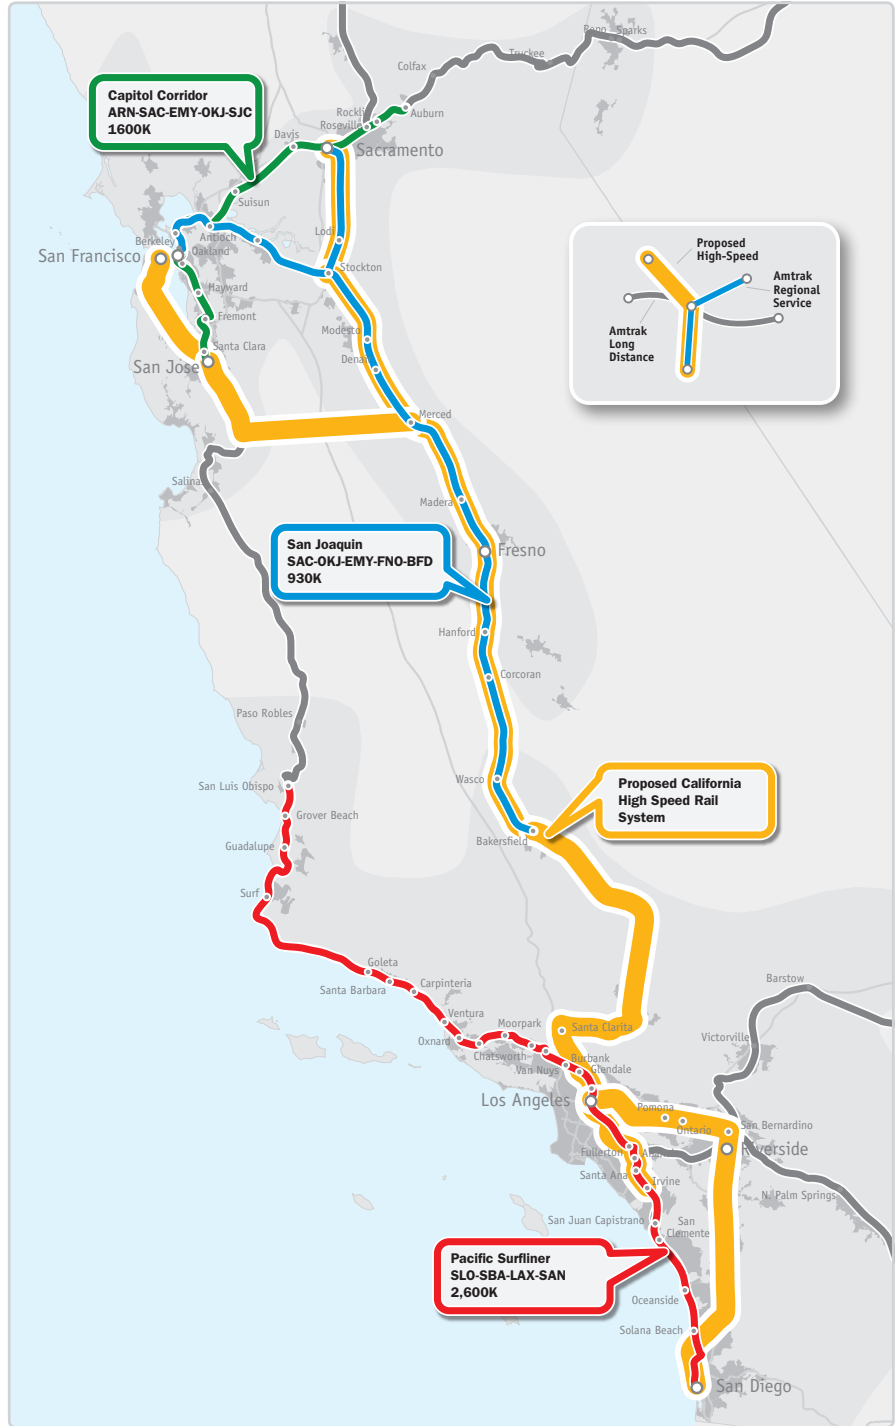 Reno
Sparks
Truckee
Colfax
Capitol Corridor
ARN-SAC-EMY-OKJ-SJC
1600K
Rocklin
Auburn
Roseville
Davis
Sacramento
Suisun
Lodi
Berkeley
Antioch
Oakland
San Francisco
Stockton
Hayward
Fremont
Modesto
Santa Clara
San Jose
Merced
Salinas
Madera
Proposed
High-Speed
Amtrak
Regional
Service
Amtrak
Long
Distance
San Joaquin
SAC-OKJ-EMY-FNO-BFD
930K
Fresno
Hanford
Corcoran
Paso Robles
Wasco
San Luis Obispo
Proposed California
High Speed Rail
System
Grover Beach
Bakersfield
Guadalupe
Surf
Goleta
Santa Barbara
Carpinteria
Barstow
Ventura
Moorpark
Santa Clarita
Oxnard
Victorville
Chatsworth
Burbank
Van Nuys
Glendale
Los Angeles
Pomona
Ontario
San Bernardino
Fullerton
Riverside
Santa Ana
Irvine
N. Palm Springs
San Juan Capistrano
San
Clemente
Pacific Surfliner
SLO-SBA-LAX-SAN
2,600K
Oceanside
Solana Beach
San Diego